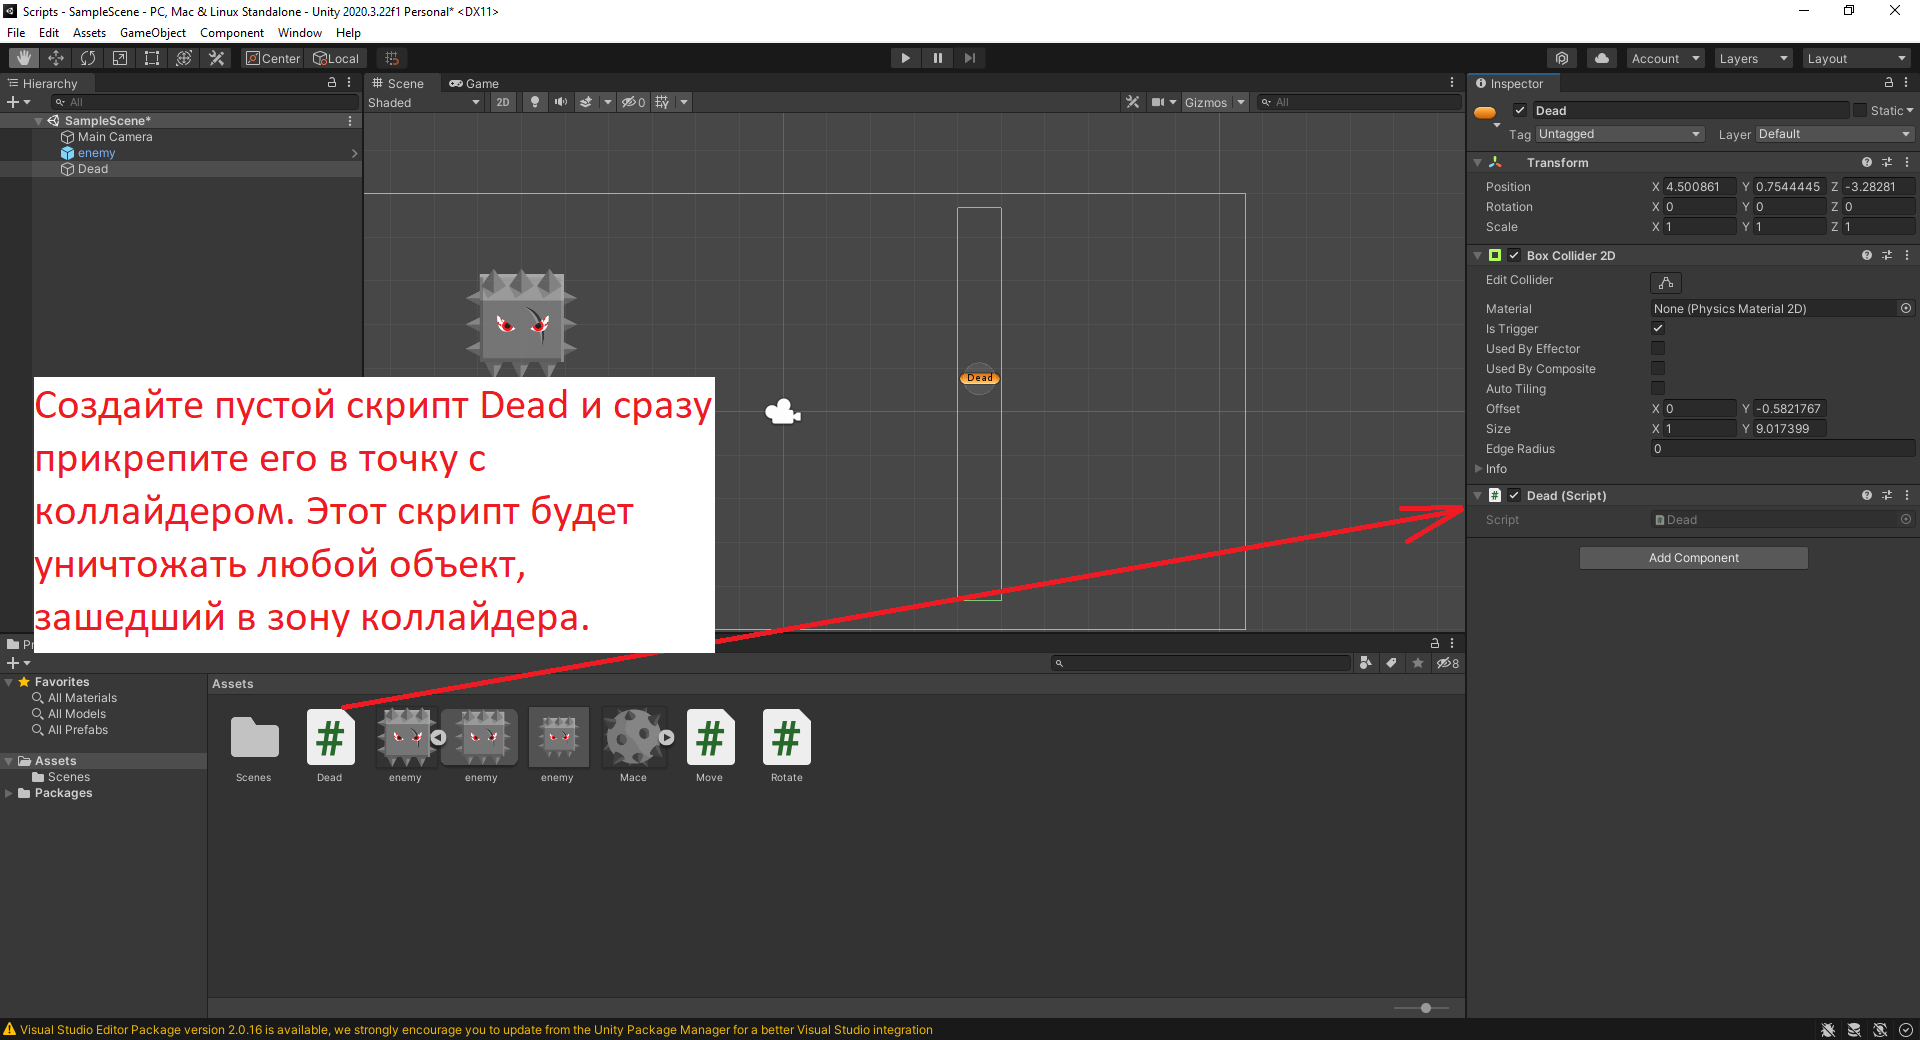 Scripts - SampleScene - PC, Mac & Linux Standalone - Unity 2020.3.22f1 Personal* <DX11>
File Edit Assets GameObject Component Window Help
Center Local
Account Layers Layout
Hierarchy
All
SampleScene*
Main Camera
enemy
Dead
Scene Game
Shaded 2D 0 Gizmos All
Dead
Создайте пустой скрипт Dead и сразу
прикрепите его в точку с
коллайдером. Этот скрипт будет
уничтожать любой объект,
зашедший в зону коллайдера.
Inspector
Dead Static
Tag Untagged Layer Default
Transform
Position X 4.500861 Y 0.7544445 Z -3.28281
Rotation X 0 Y 0 Z 0
Scale X 1 Y 1 Z 1
Box Collider 2D
Edit Collider
Material None (Physics Material 2D)
Is Trigger
Used By Effector
Used By Composite
Auto Tiling
Offset X 0 Y -0.5821767
Size X 1 Y 9.017399
Edge Radius 0
Info
Dead (Script)
Script Dead
Add Component
8
Favorites
All Materials
All Models
All Prefabs
Assets
Scenes
Packages
Assets
Scenes Dead enemy enemy enemy Mace Move Rotate
Visual Studio Editor Package version 2.0.16 is available, we strongly encourage you to update from the Unity Package Manager for a better Visual Studio integration